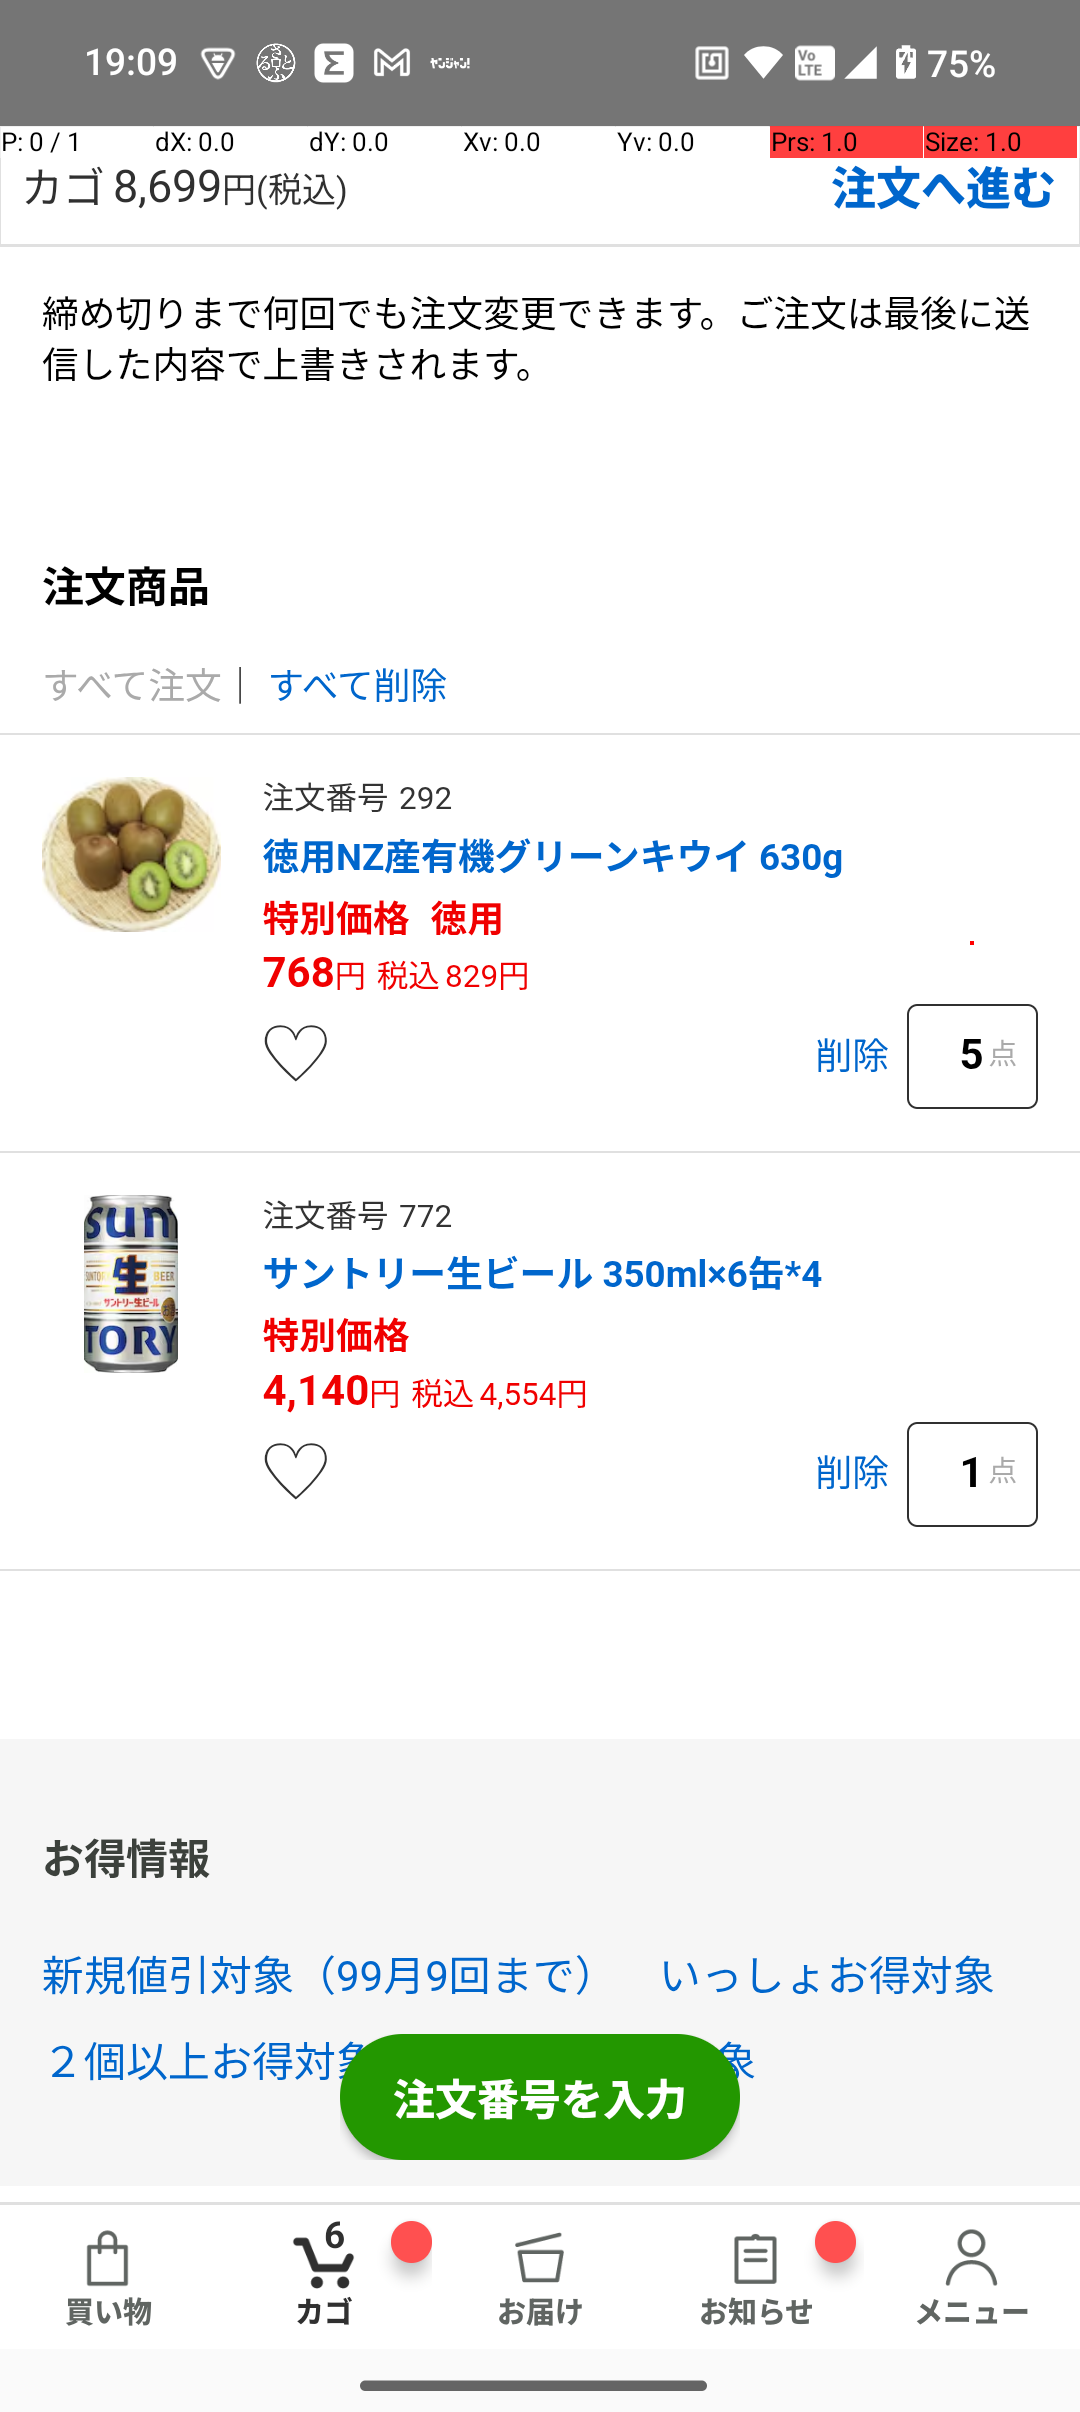 19:09
75%
P: 0 / 1 dX: 0.0 dY: 0.0 Xv: 0.0 Yv: 0.0 Prs: 1.0 Size: 1.0
カゴ 8,699円(税込) 注文へ進む
締め切りまで何回でも注文変更できます。ご注文は最後に送
信した内容で上書きされます。
注文商品
すべて注文 | すべて削除
注文番号 292
徳用NZ産有機グリーンキウイ 630g
特別価格 徳用
768円 税込 829円
削除 5点
注文番号 772
サントリー生ビール 350ml×6缶*4
特別価格
4,140円 税込 4,554円
削除 1点
お得情報
新規値引対象（99月9回まで） いっしょお得対象
２個以上お得対象 象
注文番号を入力
6
買い物 カゴ お届け お知らせ メニュー